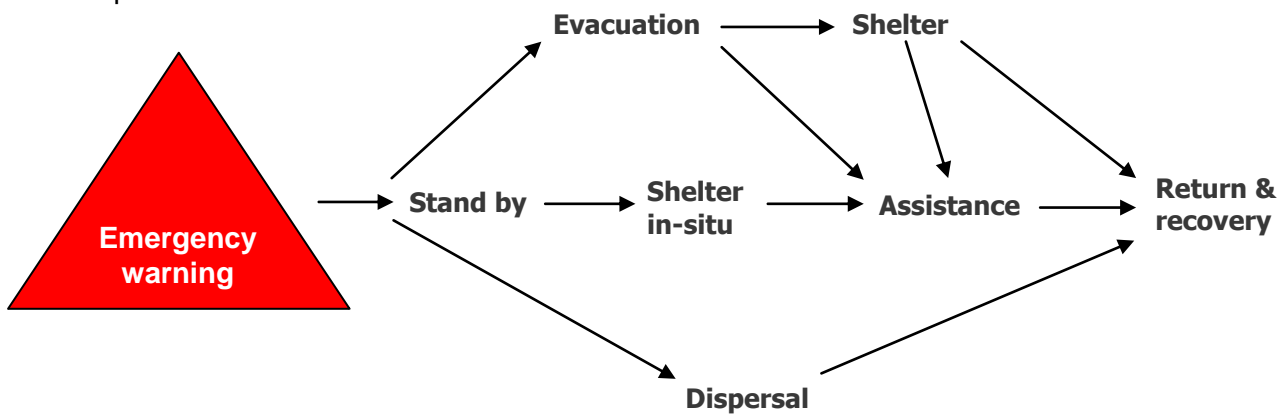 Evacuation
Shelter
Emergency
warning
Stand by
Shelter
in-situ
Assistance
Return &
recovery
Dispersal